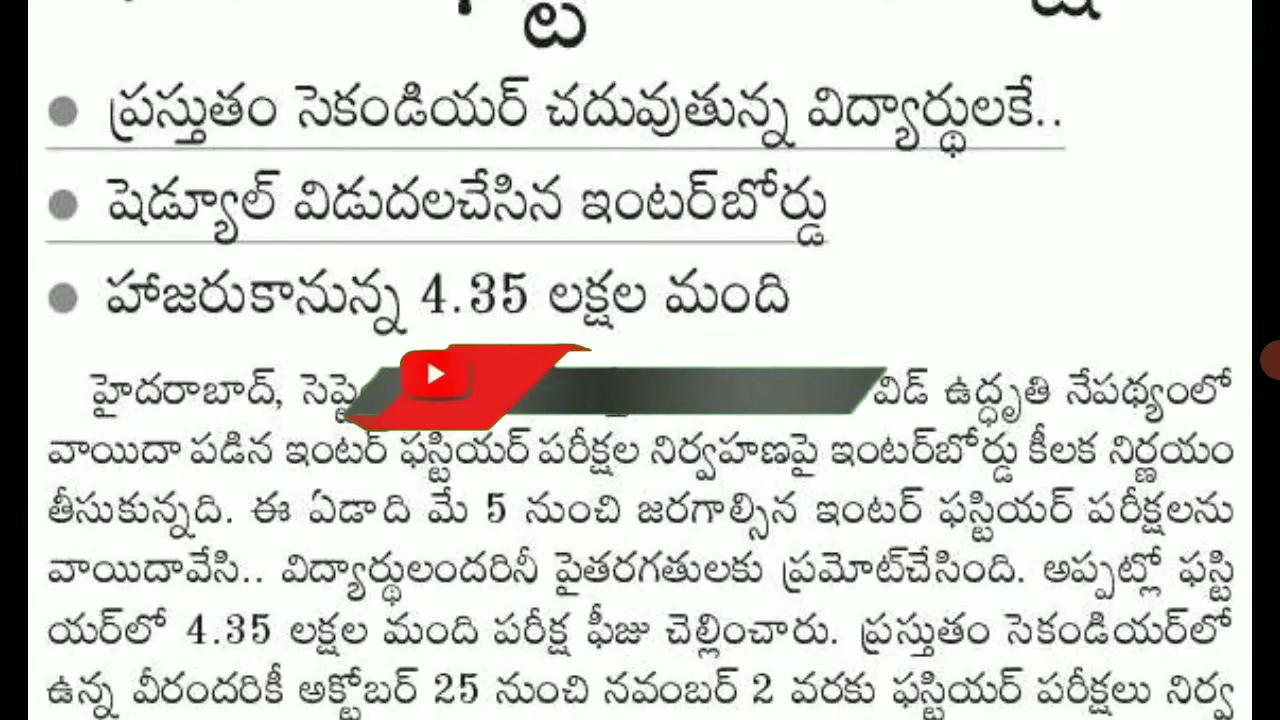 ప్రస్తుతం సెకండియర్ చదువుతున్న విద్యార్థులకే..
షెడ్యూల్ విడుదలచేసిన ఇంటర్‌బోర్డు
హాజరుకానున్న 4.35 లక్షల మంది
హైదరాబాద్, ఉద్ధృతి నేపథ్యంలో
వాయిదా పడిన ఇంటర్ ఫస్టియర్ పరీక్షల నిర్వహణపై ఇంటర్‌బోర్డు కీలక నిర్ణయం
తీసుకున్నది. ఈ ఏడాది మే 5 నుంచి జరగాల్సిన ఇంటర్ ఫస్టియర్ పరీక్షలను
వాయిదావేసి.. విద్యార్థులందరినీ పైతరగతులకు ప్రమోట్‌చేసింది. అప్పట్లో ఫస్టి
యర్‌లో 4.35 లక్షల మంది పరీక్ష ఫీజు చెల్లించారు. ప్రస్తుతం సెకండియర్‌లో
ఉన్న వీరందరికీ అక్టోబర్ 25 నుంచి నవంబర్ 2 వరకు ఫస్టియర్ పరీక్షలు నిర్వ